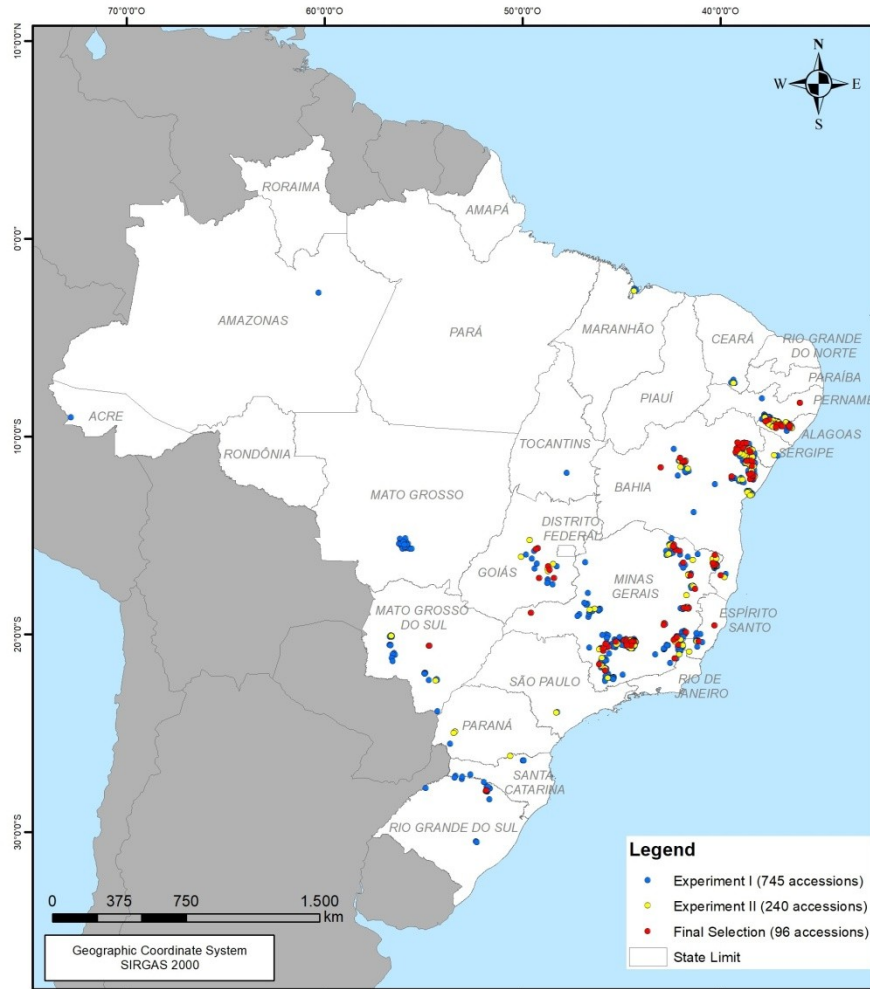 70°0'0"O 60°0'0"O 50°0'0"O 40°0'0"O
10°0'0"N
N
W E
S
RORAIMA
AMAPÁ
0°0'0"
AMAZONAS
PARÁ
MARANHÃO
CEARÁ
RIO GRANDE
DO NORTE
PARAÍBA
PIAUÍ
PERNAME
ACRE
ALAGOAS
10°0'0"S
RONDÔNIA
TOCANTINS
SERGIPE
BAHIA
MATO GROSSO
DISTRITO
FEDERAL
GOIÁS
MINAS
GERAIS
MATO GROSSO
DO SUL
ESPÍRITO
SANTO
20°0'0"S
SÃO PAULO
RIO DE
JANEIRO
PARANÁ
SANTA
CATARINA
RIO GRANDE DO SUL
30°0'0"S
Legend
Experiment I (745 accessions)
Experiment II (240 accessions)
Final Selection (96 accessions)
State Limit
0 375 750 1.500
km
Geographic Coordinate System
SIRGAS 2000